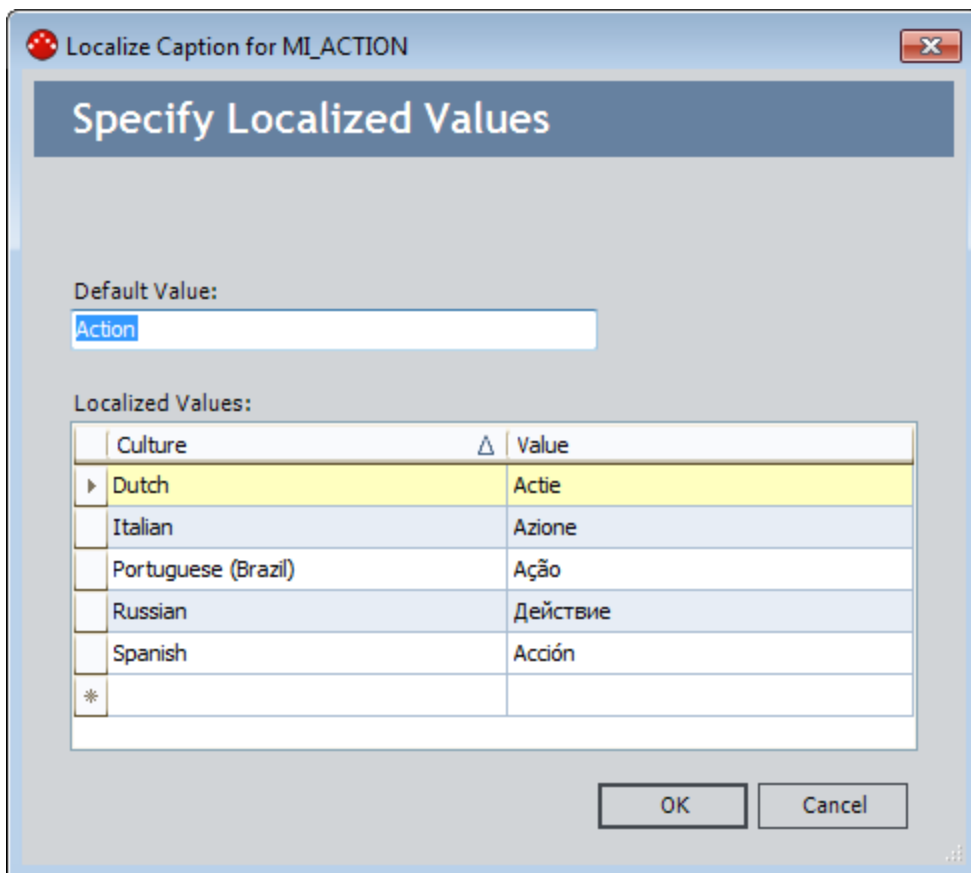 Localize Caption for MI_ACTION
Specify Localized Values
Default Value:
Action
Localized Values:
Culture Value
Dutch Actie
Italian Azione
Portuguese (Brazil) Ação
Russian Действие
Spanish Acción
OK Cancel